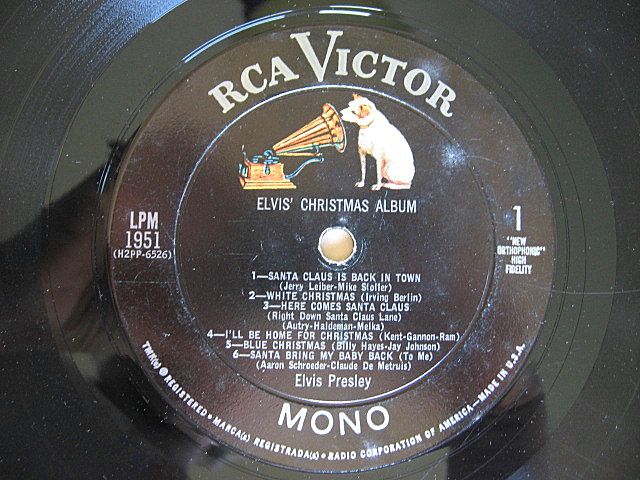 RCA VICTOR
ELVIS' CHRISTMAS ALBUM
LPM
1951
(H2PP-6526)
1
"NEW
ORTHOPHONIC"
HIGH
FIDELITY
1—SANTA CLAUS IS BACK IN TOWN
(Jerry Leiber-Mike Stoller)
2—WHITE CHRISTMAS (Irving Berlin)
3—HERE COMES SANTA CLAUS
(Right Down Santa Claus Lane)
(Autry-Haldeman-Melka)
4—I'LL BE HOME FOR CHRISTMAS (Kent-Gannon-Ram)
5—BLUE CHRISTMAS (Billy Hayes-Jay Johnson)
6—SANTA BRING MY BABY BACK (To Me)
(Aaron Schroeder-Claude De Metruis)
Elvis Presley
MONO
TMK(s) ® REGISTERED • MARCA(s) REGISTRADA(s) • RADIO CORPORATION OF AMERICA—MADE IN U.S.A.